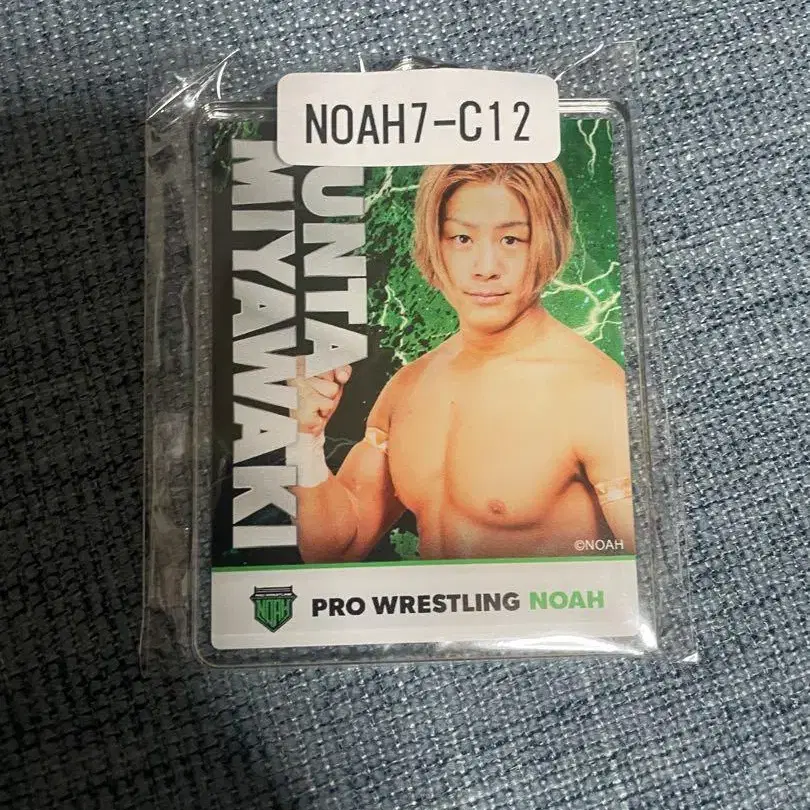 NOAH7-C12
UNTA
MIYAWAKI
©NOAH
NOAH
PRO WRESTLING NOAH